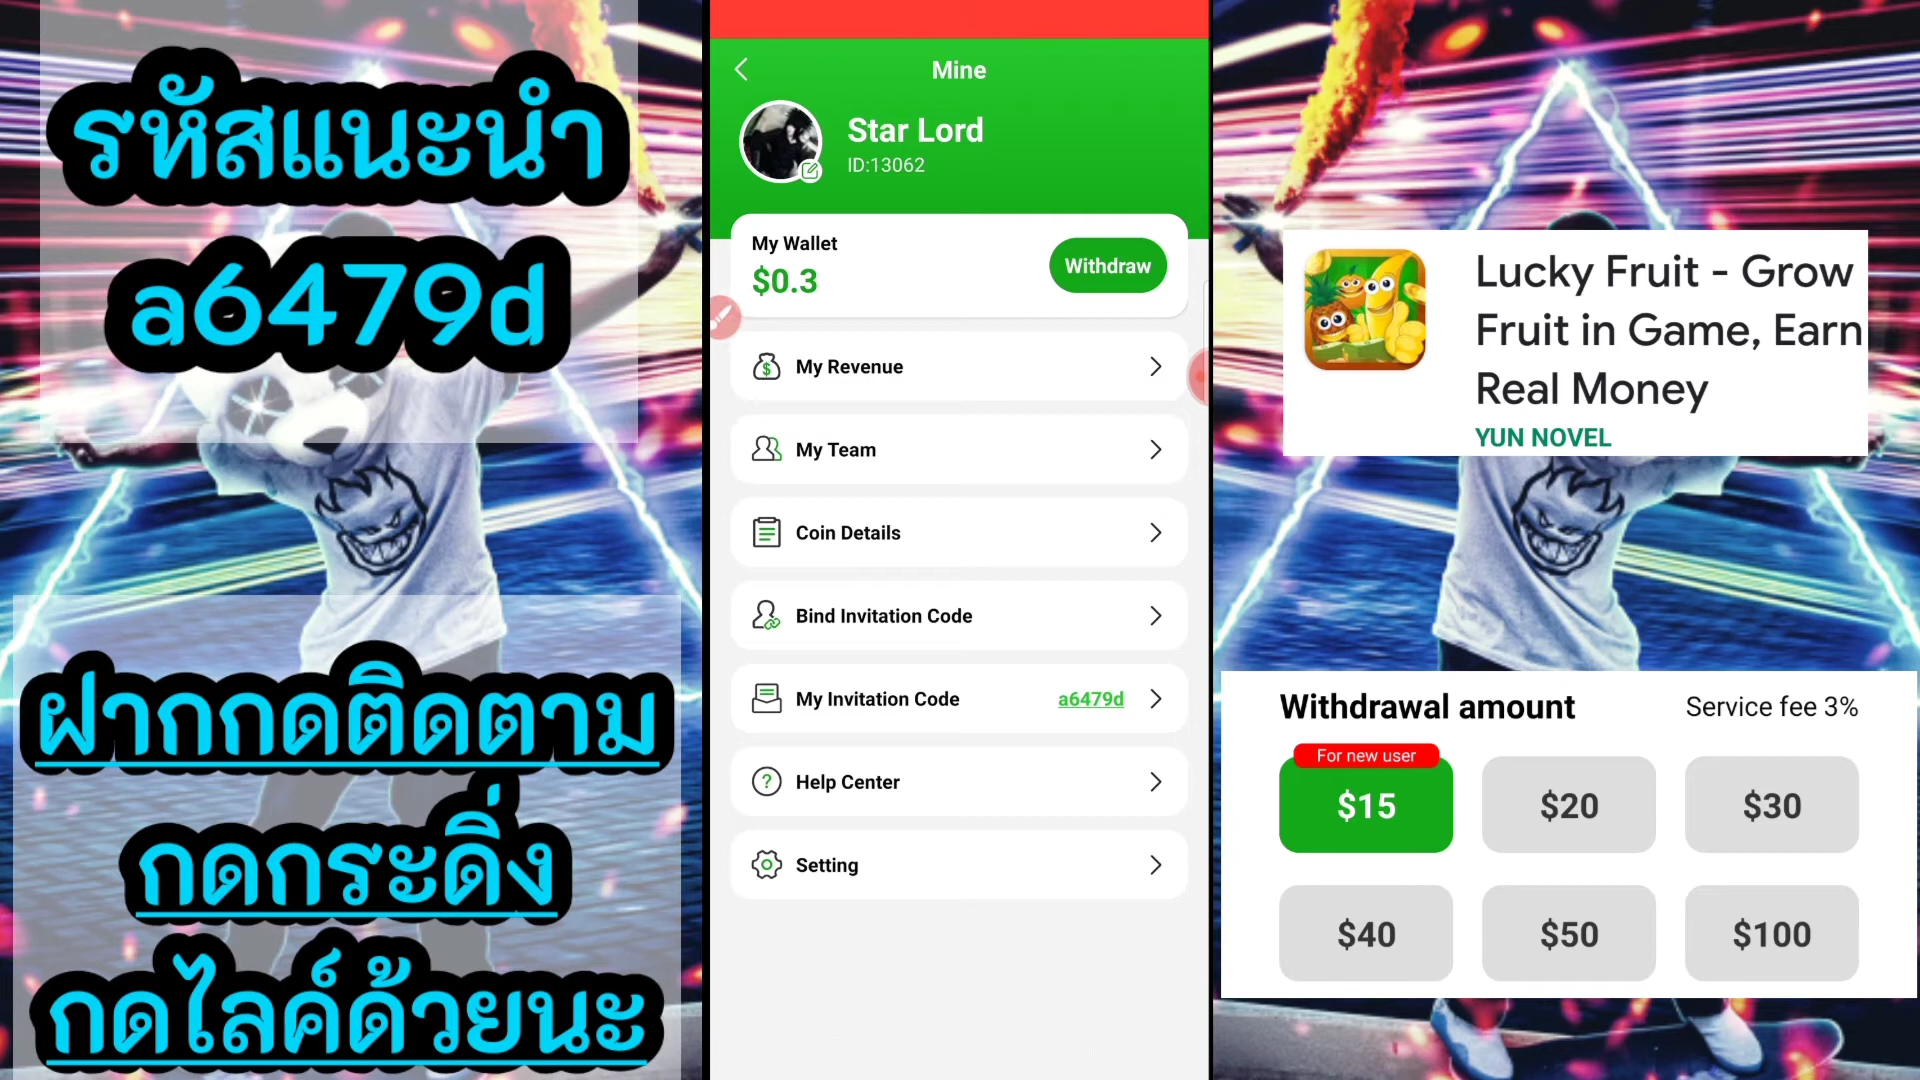 รหัสแนะนำ
a6479d
ฝากกดติดตาม
กดกระดิ่ง
กดไลค์ด้วยนะ
Mine
Star Lord
ID:13062
My Wallet
$0.3
Withdraw
My Revenue
My Team
Coin Details
Bind Invitation Code
My Invitation Code a6479d
Help Center
Setting
Lucky Fruit - Grow
Fruit in Game, Earn
Real Money
YUN NOVEL
Withdrawal amount Service fee 3%
For new user
$15 $20 $30
$40 $50 $100